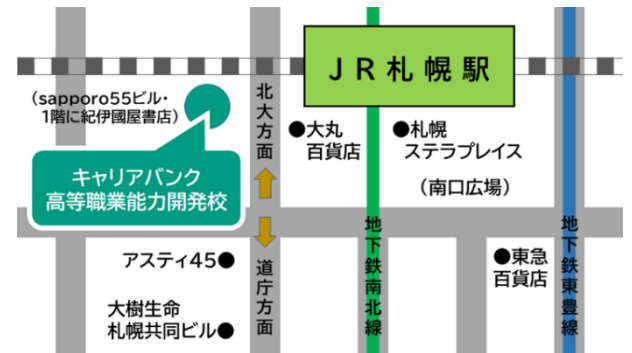 JR札幌駅
(sapporo55ビル・
1階に紀伊國屋書店)
キャリアバンク
高等職業能力開発校
北大方面
●大丸
百貨店
●札幌
ステラプレイス
(南口広場)
アスティ45●
道庁方面
大樹生命
札幌共同ビル●
地下鉄南北線
●東急
百貨店
地下鉄東豊線